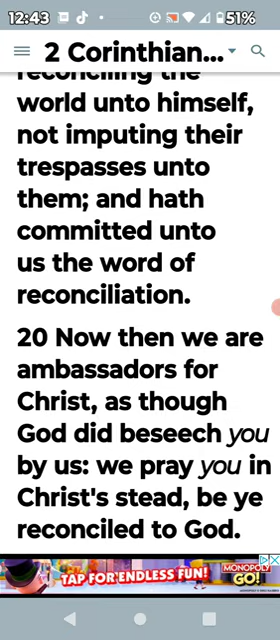 12:43
51%
2 Corinthian...
reconciling the
world unto himself,
not imputing their
trespasses unto
them; and hath
committed unto
us the word of
reconciliation.
20 Now then we are
ambassadors for
Christ, as though
God did beseech you
by us: we pray you in
Christ's stead, be ye
reconciled to God.
TAP FOR ENDLESS FUN!
MONOPOLY
GO!